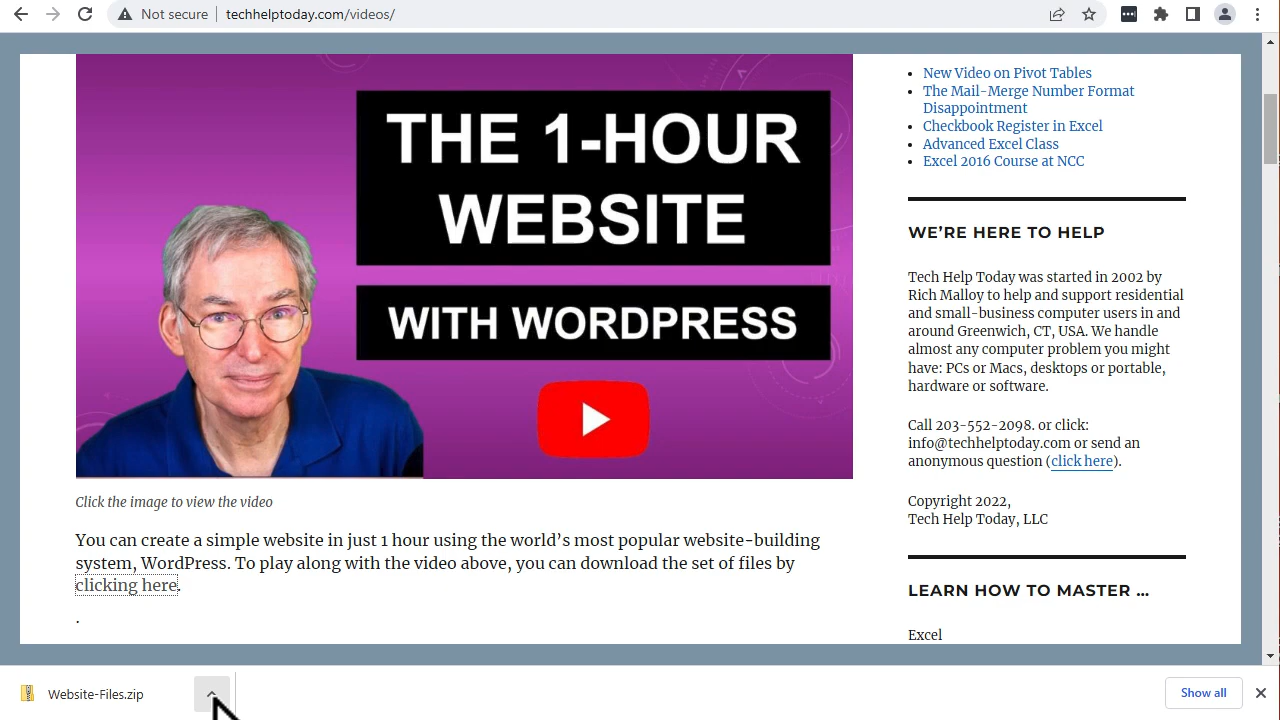 Not secure
techhelptoday.com/videos/
THE 1-HOUR
WEBSITE
WITH WORDPRESS
Click the image to view the video
You can create a simple website in just 1 hour using the world's most popular website-building
system, WordPress. To play along with the video above, you can download the set of files by
clicking here.
.
New Video on Pivot Tables
The Mail-Merge Number Format
Disappointment
Checkbook Register in Excel
Advanced Excel Class
Excel 2016 Course at NCC
WE'RE HERE TO HELP
Tech Help Today was started in 2002 by
Rich Malloy to help and support residential
and small-business computer users in and
around Greenwich, CT, USA. We handle
almost any computer problem you might
have: PCs or Macs, desktops or portable,
hardware or software.
Call 203-552-2098. or click:
info@techhelptoday.com or send an
anonymous question (click here).
Copyright 2022,
Tech Help Today, LLC
LEARN HOW TO MASTER …
Excel
Website-Files.zip
Show all